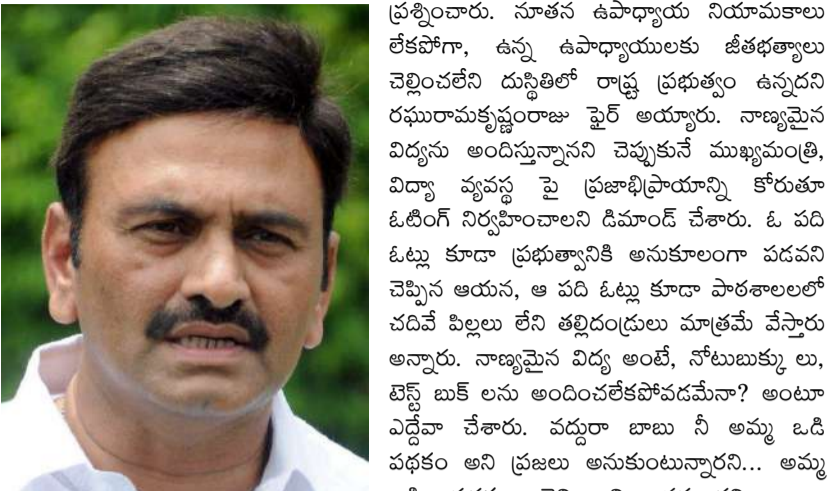 ప్రశ్నించారు. నూతన ఉపాధ్యాయ నియామకాలు
లేకపోగా, ఉన్న ఉపాధ్యాయులకు జీతభత్యాలు
చెల్లించలేని దుస్థితిలో రాష్ట్ర ప్రభుత్వం ఉన్నదని
రఘురామకృష్ణంరాజు ఫైర్ అయ్యారు. నాణ్యమైన
విద్యను అందిస్తున్నానని చెప్పుకునే ముఖ్యమంత్రి,
విద్యా వ్యవస్థ పై ప్రజాభిప్రాయాన్ని కోరుతూ
ఓటింగ్ నిర్వహించాలని డిమాండ్ చేశారు. ఓ పది
ఓట్లు కూడా ప్రభుత్వానికి అనుకూలంగా పడవని
చెప్పిన ఆయన, ఆ పది ఓట్లు కూడా పాఠశాలలలో
చదివే పిల్లలు లేని తల్లిదండ్రులు మాత్రమే వేస్తారు
అన్నారు. నాణ్యమైన విద్య అంటే, నోటుబుక్కు లు,
టెస్ట్ బుక్ లను అందించలేకపోవడమేనా? అంటూ
ఎద్దేవా చేశారు. వద్దురా బాబు నీ అమ్మ ఒడి
పథకం అని ప్రజలు అనుకుంటున్నారని... అమ్మ